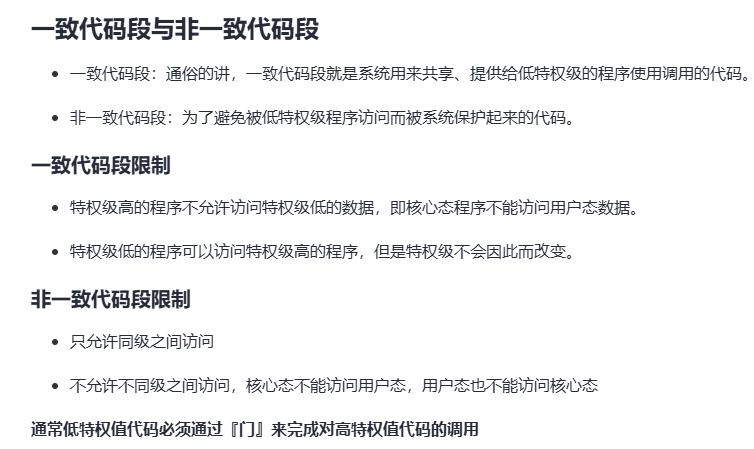 一致代码段与非一致代码段
一致代码段：通俗的讲，一致代码段就是系统用来共享、提供给低特权级的程序使用调用的代码。
非一致代码段：为了避免被低特权级程序访问而被系统保护起来的代码。
一致代码段限制
特权级高的程序不允许访问特权级低的数据，即核心态程序不能访问用户态数据。
特权级低的程序可以访问特权级高的程序，但是特权级不会因此而改变。
非一致代码段限制
只允许同级之间访问
不允许不同级之间访问，核心态不能访问用户态，用户态也不能访问核心态
通常低特权值代码必须通过『门』来完成对高特权值代码的调用